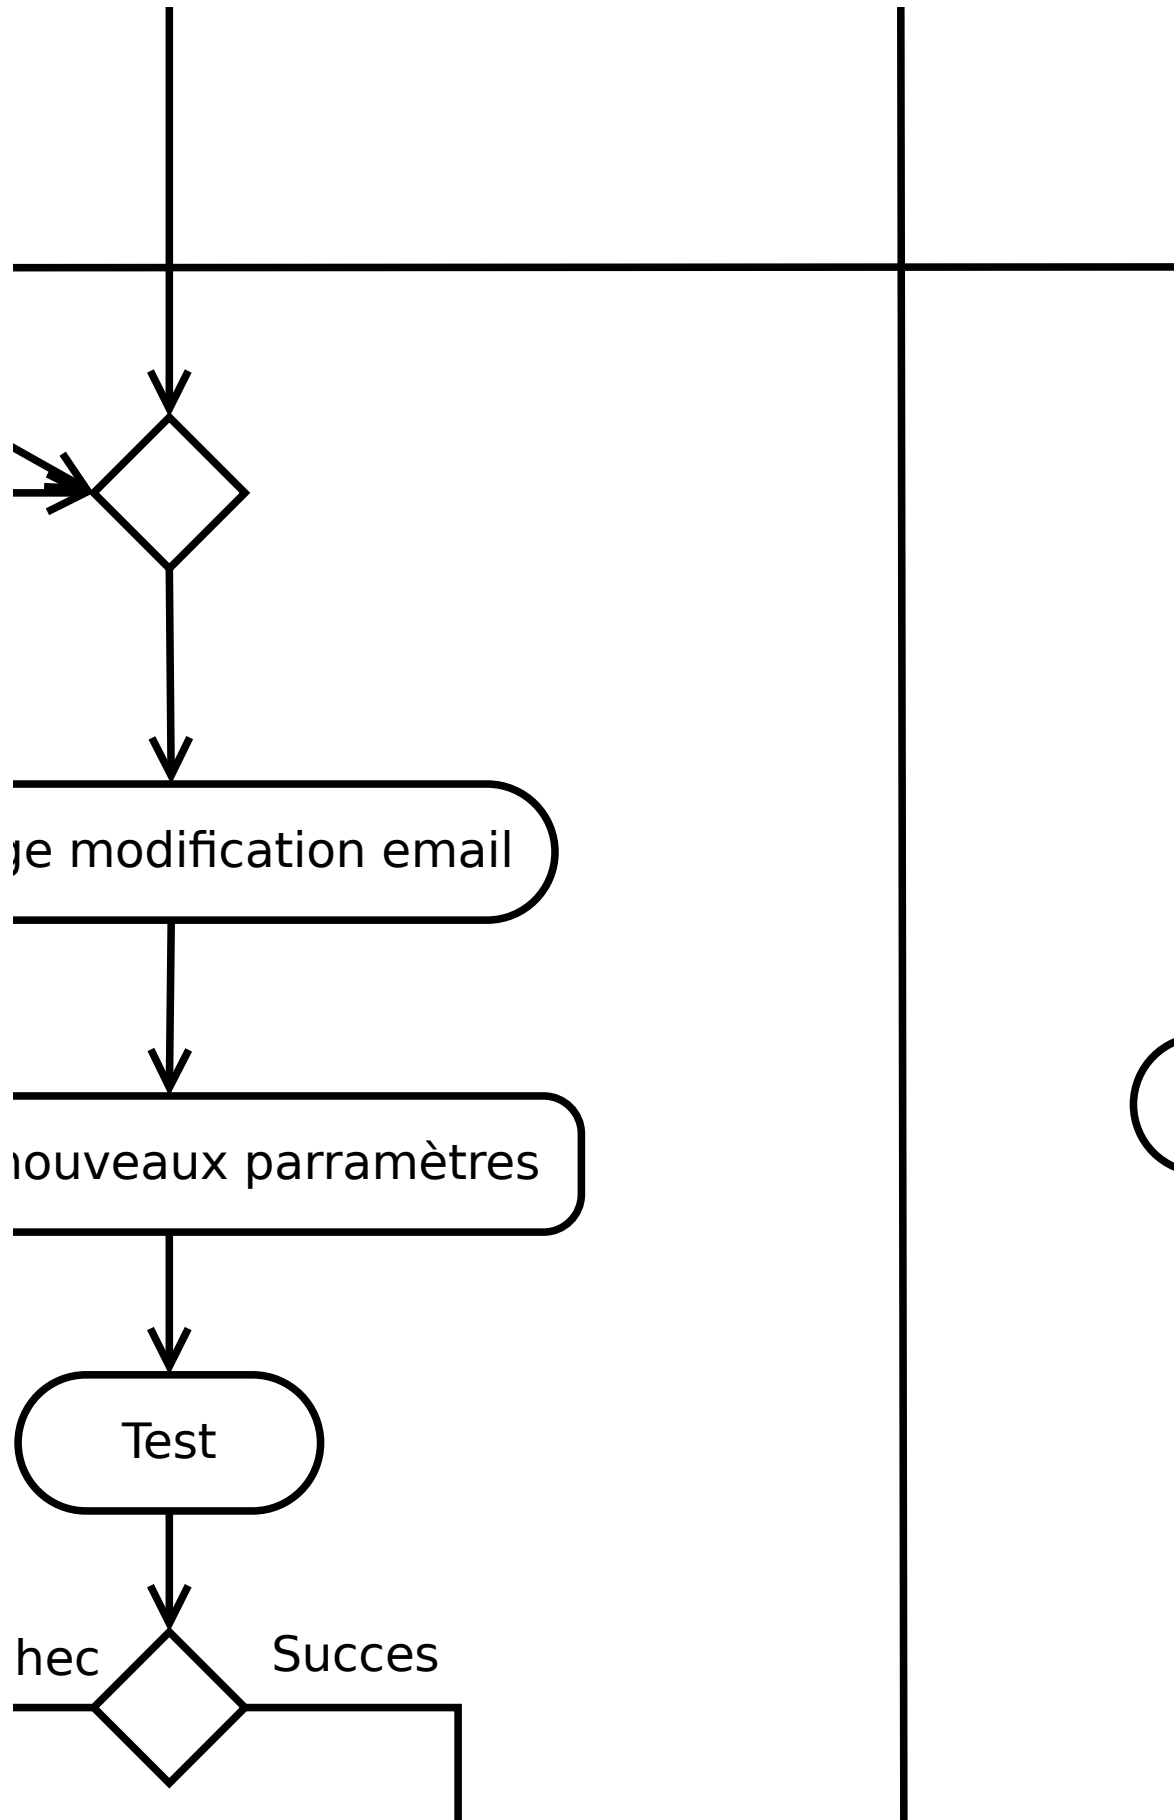 ge modification email
nouveaux parramètres
Test
hec
Succes